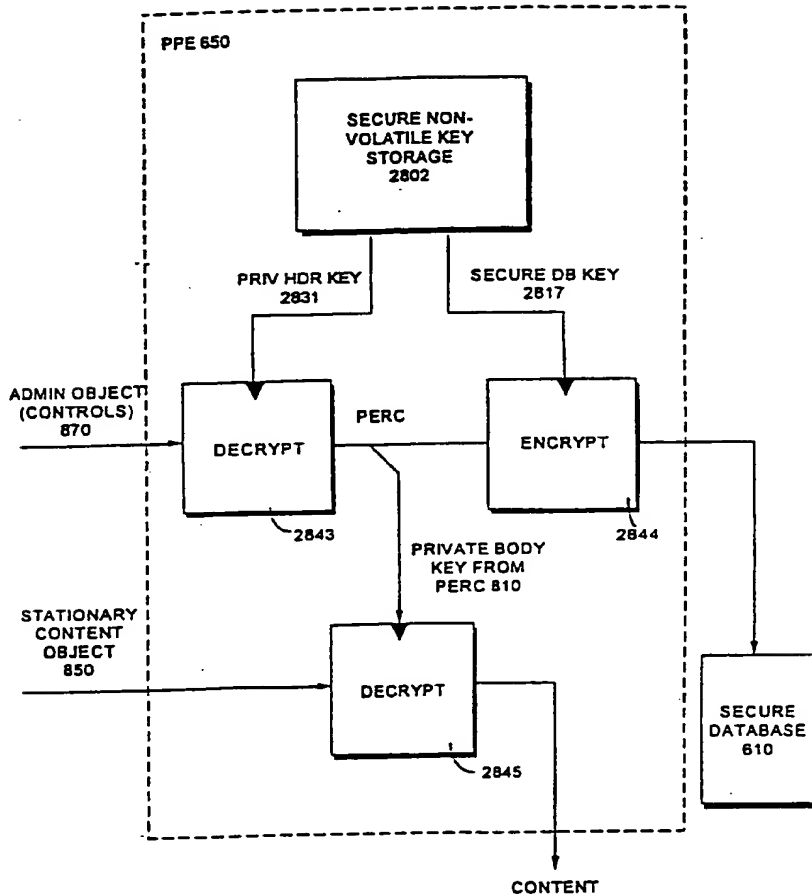 PPE 650
SECURE NON-
VOLATILE KEY
STORAGE
2802
PRIV HDR KEY
2831
SECURE DB KEY
2817
ADMIN OBJECT
(CONTROLS)
870
DECRYPT
PERC
ENCRYPT
2843
2844
PRIVATE BODY
KEY FROM
PERC 810
STATIONARY
CONTENT
OBJECT
850
DECRYPT
2845
SECURE
DATABASE
610
CONTENT